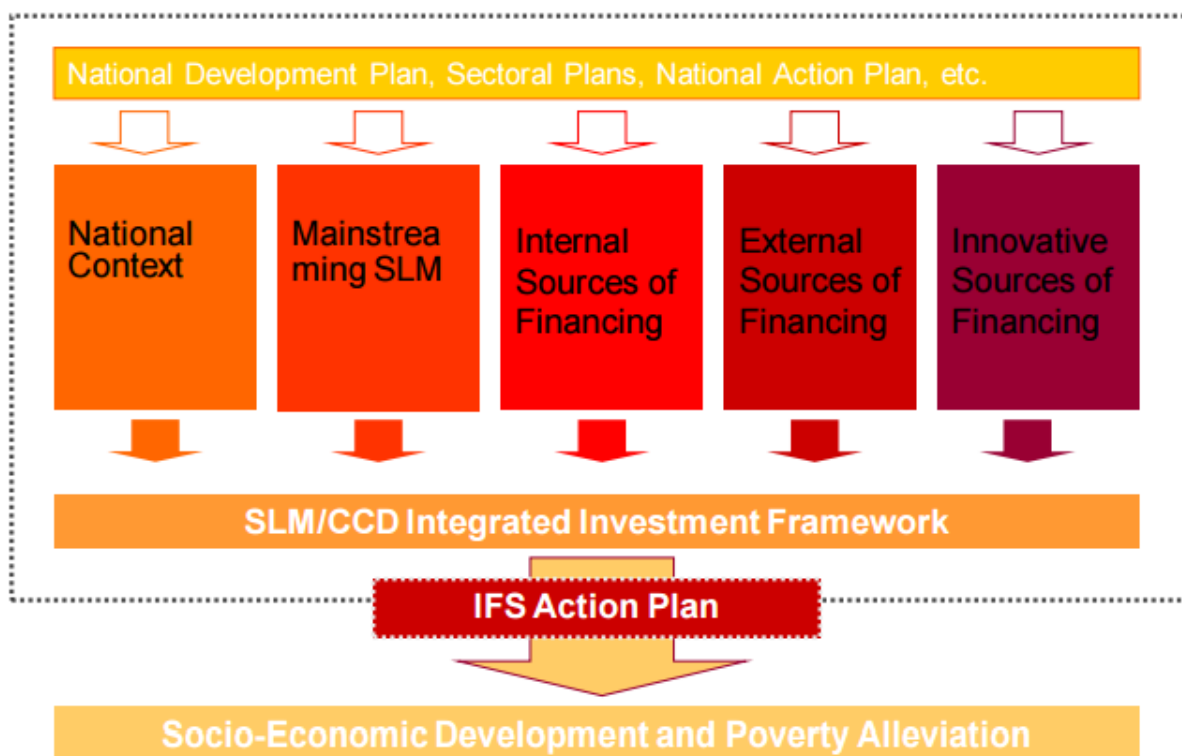 National Development Plan, Sectoral Plans, National Action Plan, etc.
National
Context
Mainstrea
ming SLM
Internal
Sources of
Financing
External
Sources of
Financing
Innovative
Sources of
Financing
SLM/CCD Integrated Investment Framework
IFS Action Plan
Socio-Economic Development and Poverty Alleviation